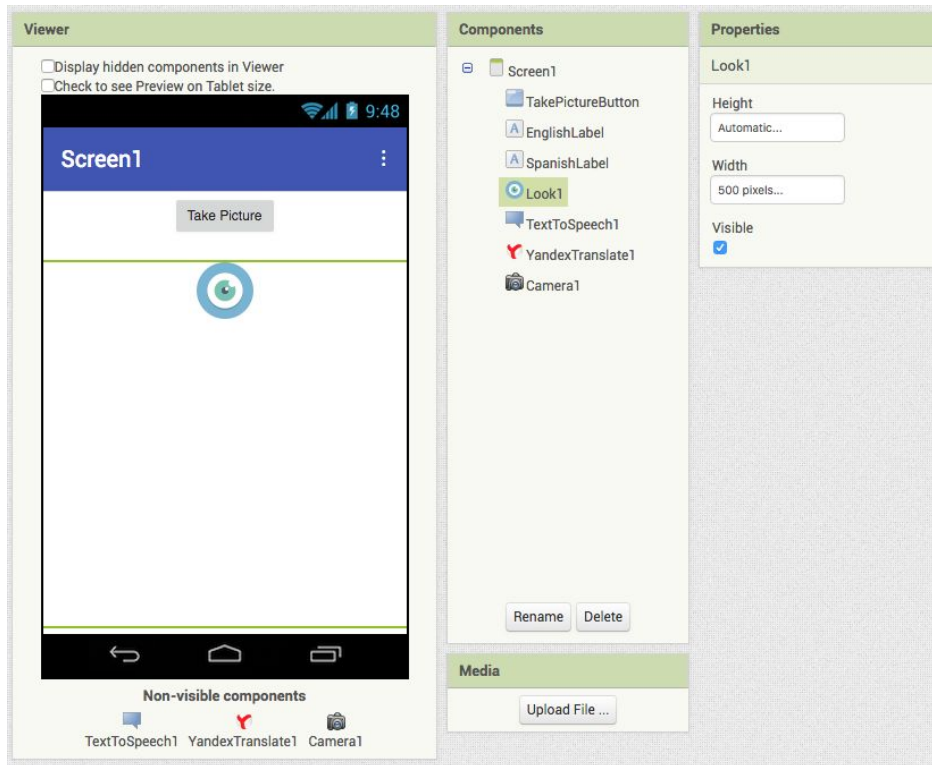 Viewer
Display hidden components in Viewer
Check to see Preview on Tablet size.
9:48
Screen1
Take Picture
Non-visible components
TextToSpeech1 YandexTranslate1 Camera1
Components
Screen1
TakePictureButton
EnglishLabel
SpanishLabel
Look1
TextToSpeech1
YandexTranslate1
Camera1
Rename Delete
Media
Upload File ...
Properties
Look1
Height
Automatic...
Width
500 pixels...
Visible